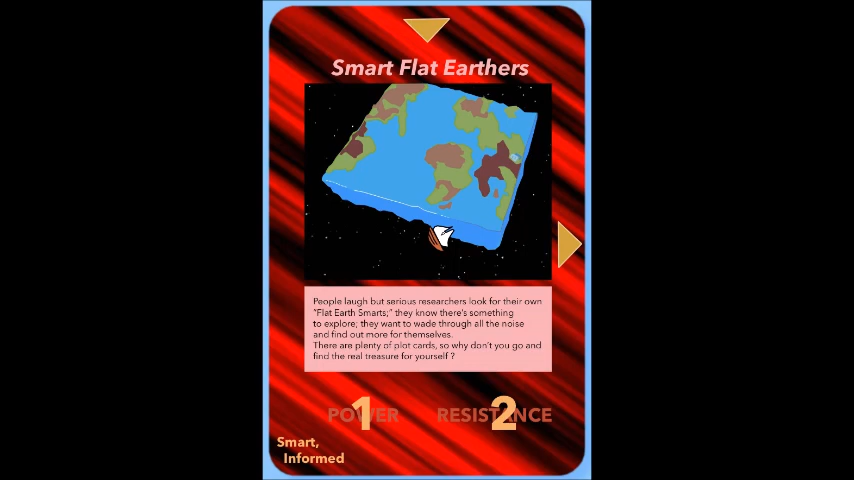 Smart Flat Earthers
People laugh but serious researchers look for their own
“Flat Earth Smarts;” they know there’s something
to explore; they want to wade through all the noise
and find out more for themselves.
There are plenty of plot cards, so why don’t you go and
find the real treasure for yourself ?
POWER 1 RESISTANCE 2
Smart,
Informed